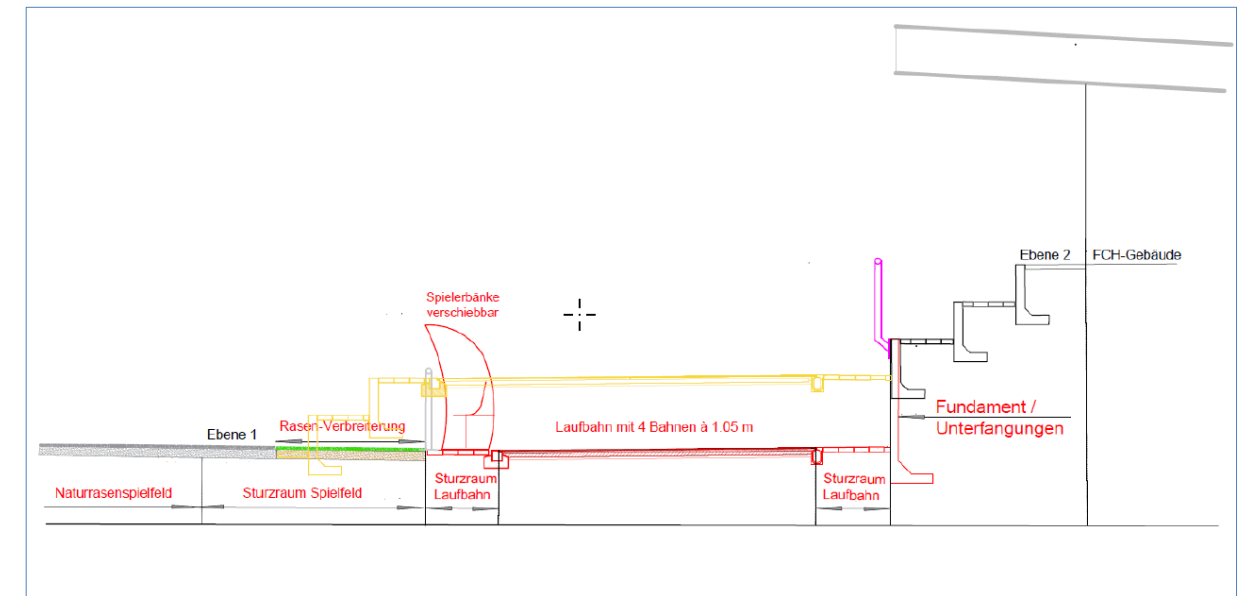 Ebene 2
FCH-Gebäude
Spielerbänke
verschiebbar
Ebene 1
Rasen-Verbreiterung
Laufbahn mit 4 Bahnen à 1.05 m
Fundament /
Unterfangungen
Naturrasenspielfeld
Sturzraum Spielfeld
Sturzraum
Laufbahn
Sturzraum
Laufbahn